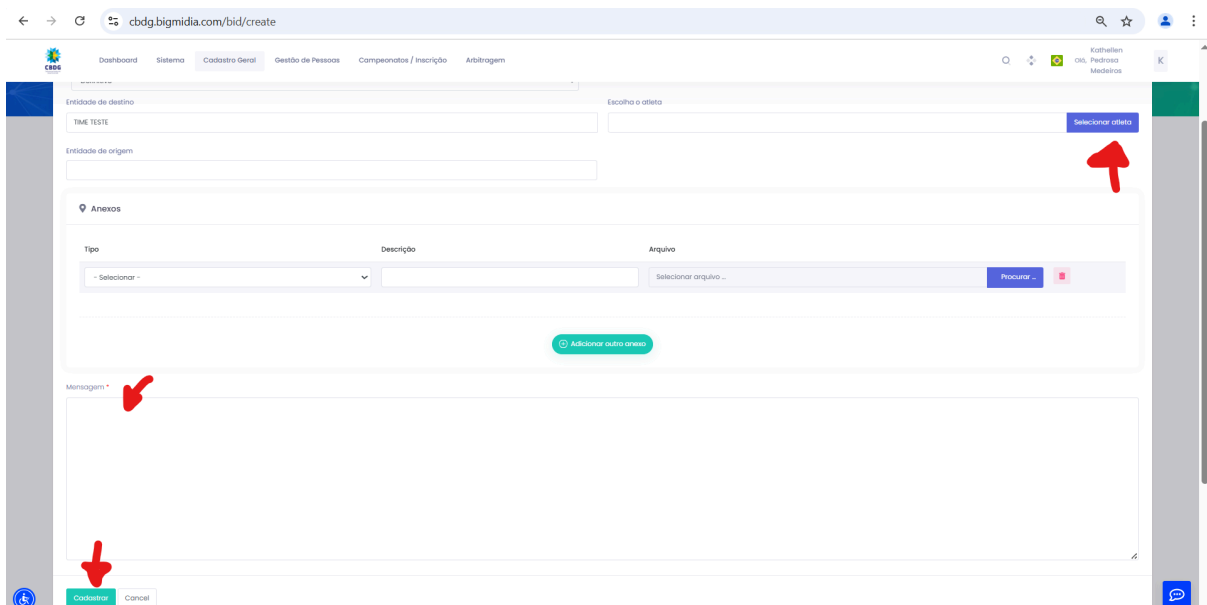 cbdg.bigmidia.com/bid/create
CBDG
Dashboard Sistema Cadastro Geral Gestão de Pessoas Campeonatos / Inscrição Arbitragem
Olá, Kathellen Pedrosa Medeiros
K
Entidade de destino
Escolha o atleta
TIME TESTE
Selecionar atleta
Entidade de origem
Anexos
Tipo Descrição Arquivo
- Selecionar -
Selecionar arquivo ...
Procurar ...
Adicionar outro anexo
Mensagem *
Cadastrar Cancel